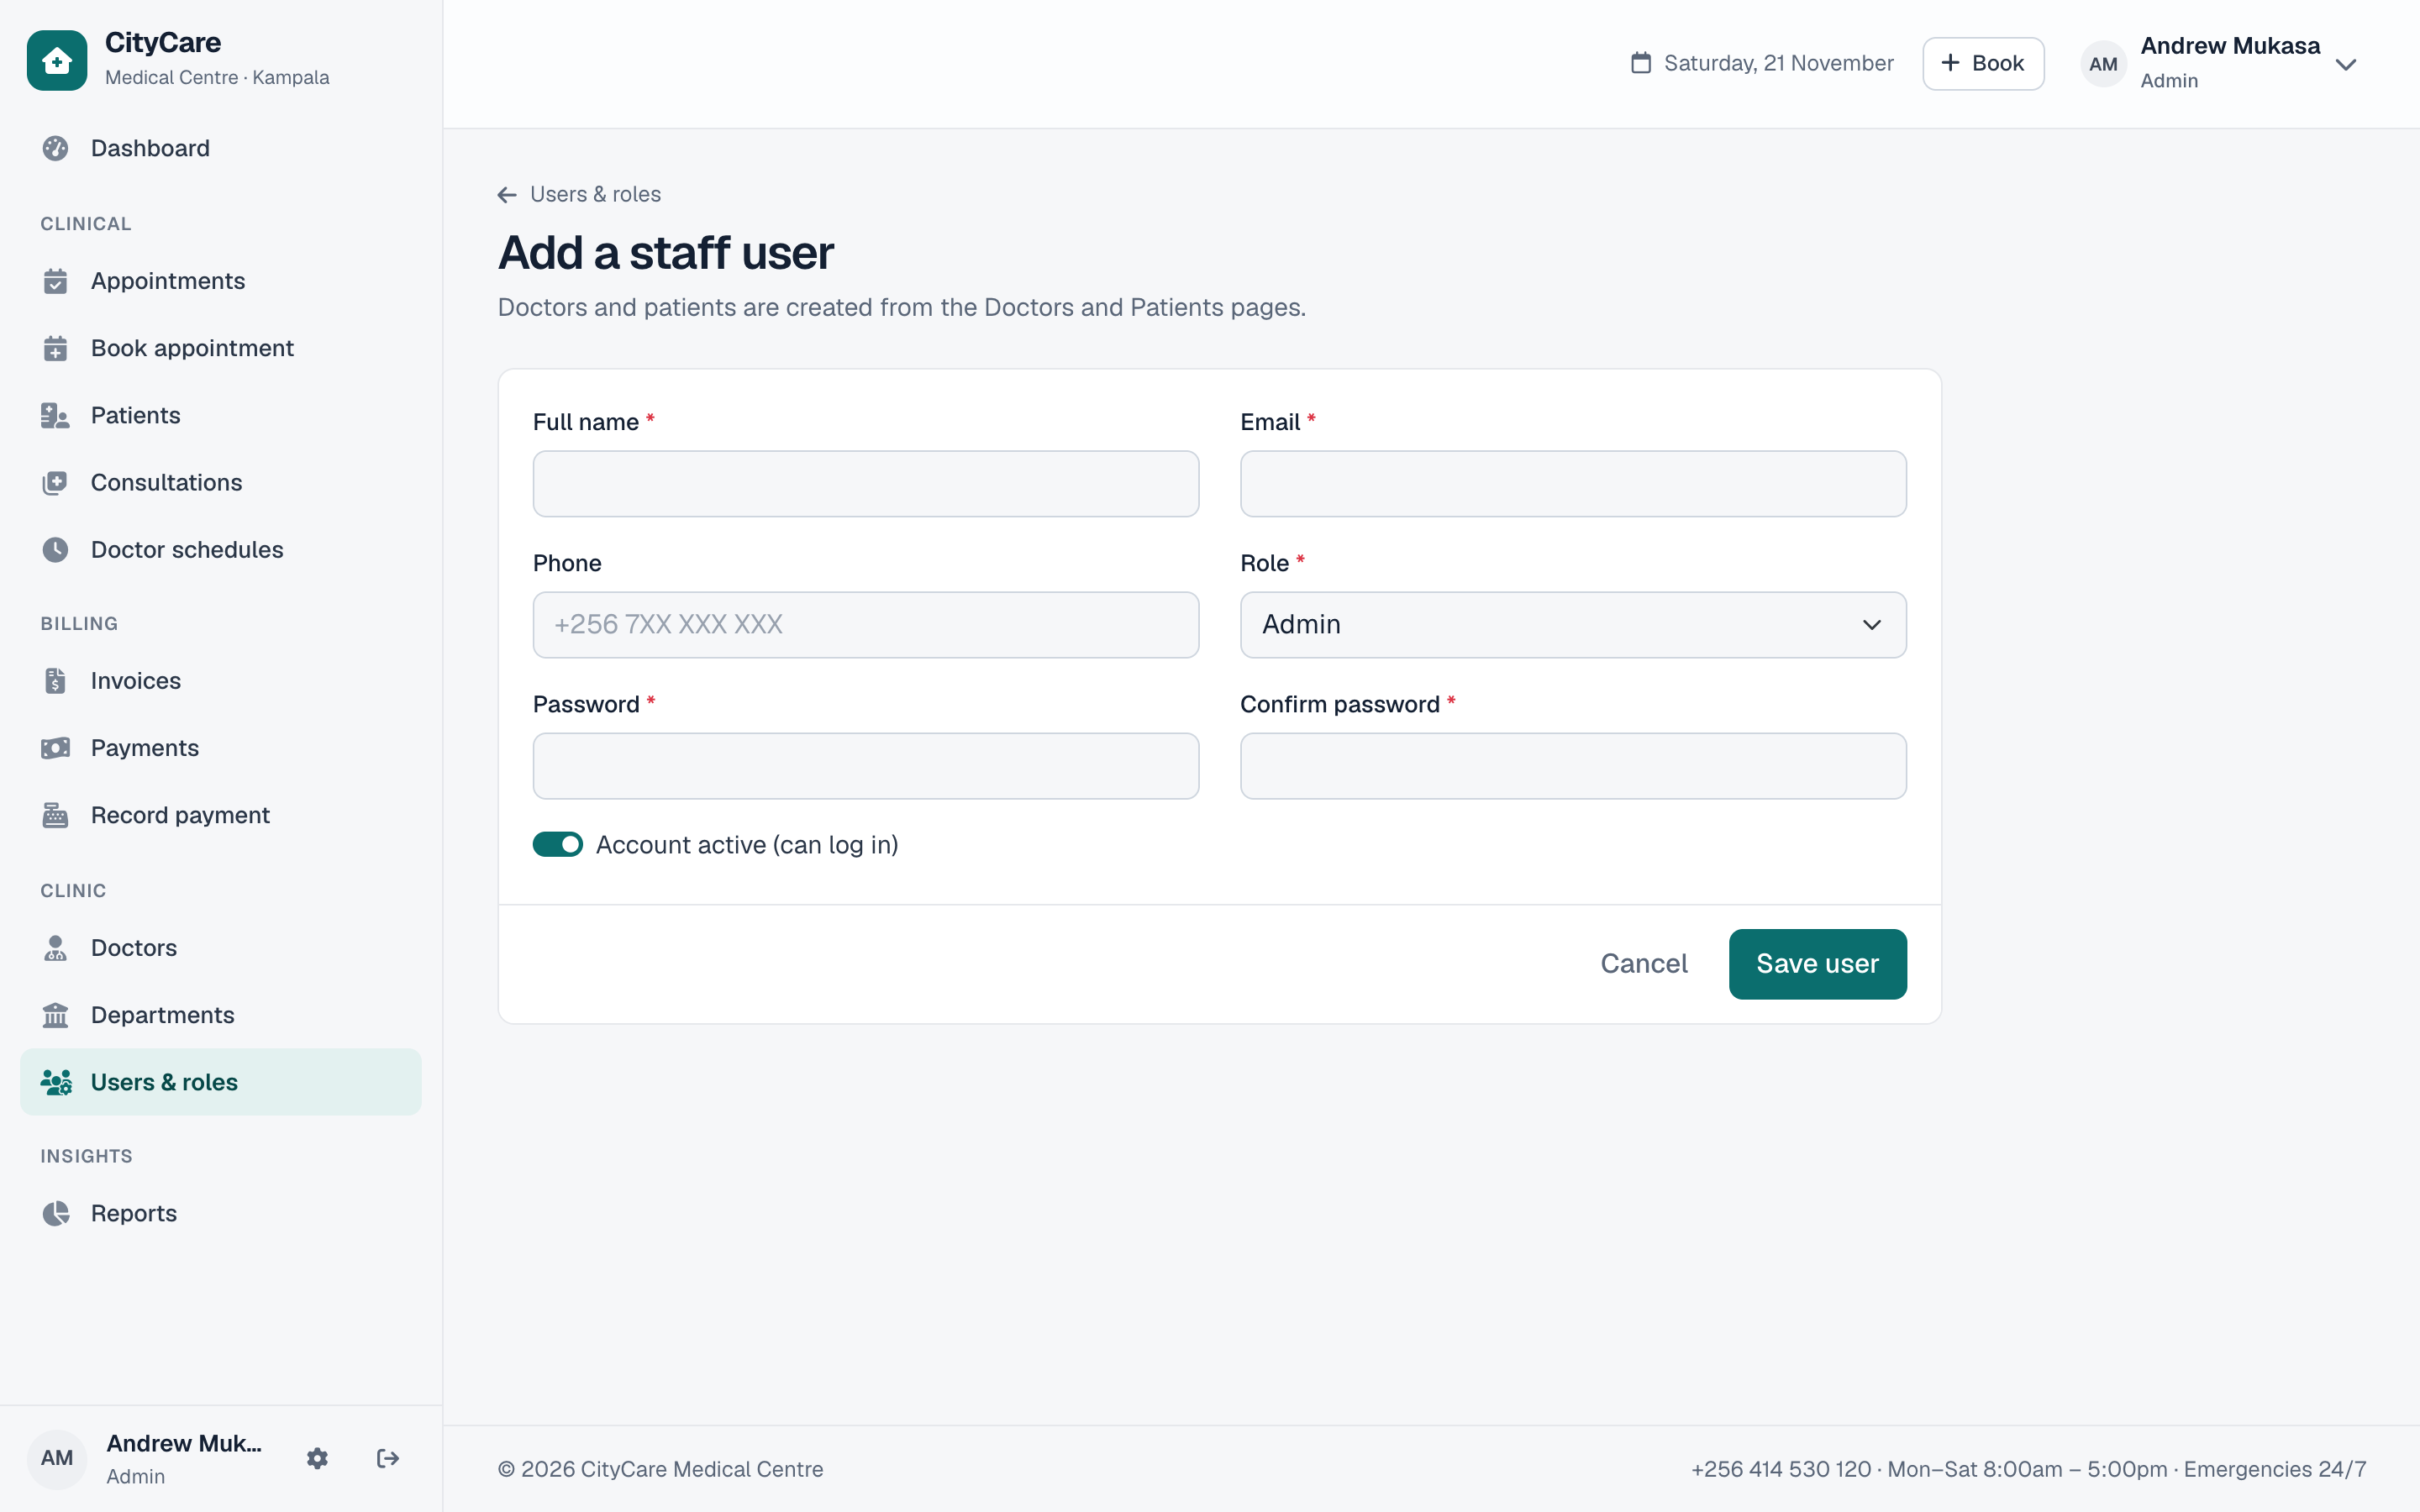 CityCare
Medical Centre · Kampala
Dashboard
CLINICAL
Appointments
Book appointment
Patients
Consultations
Doctor schedules
BILLING
Invoices
Payments
Record payment
CLINIC
Doctors
Departments
Users & roles
INSIGHTS
Reports
AM
Andrew Muk...
Admin
Saturday, 21 November
+ Book
AM
Andrew Mukasa
Admin
← Users & roles
Add a staff user
Doctors and patients are created from the Doctors and Patients pages.
Full name *
Email *
Phone
+256 7XX XXX XXX
Role *
Admin
Password *
Confirm password *
Account active (can log in)
Cancel
Save user
© 2026 CityCare Medical Centre
+256 414 530 120 · Mon–Sat 8:00am – 5:00pm · Emergencies 24/7